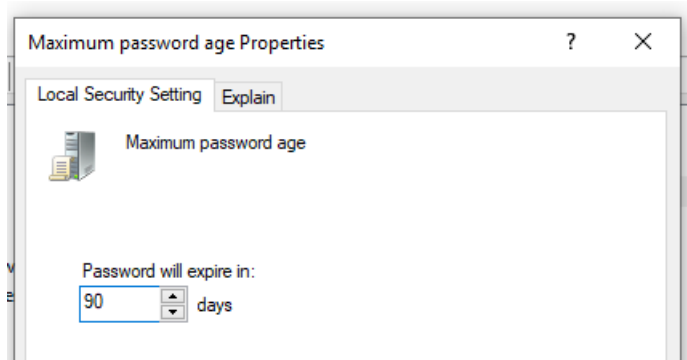 Maximum password age Properties ?
Local Security Setting Explain
Maximum password age
Password will expire in:
90 days